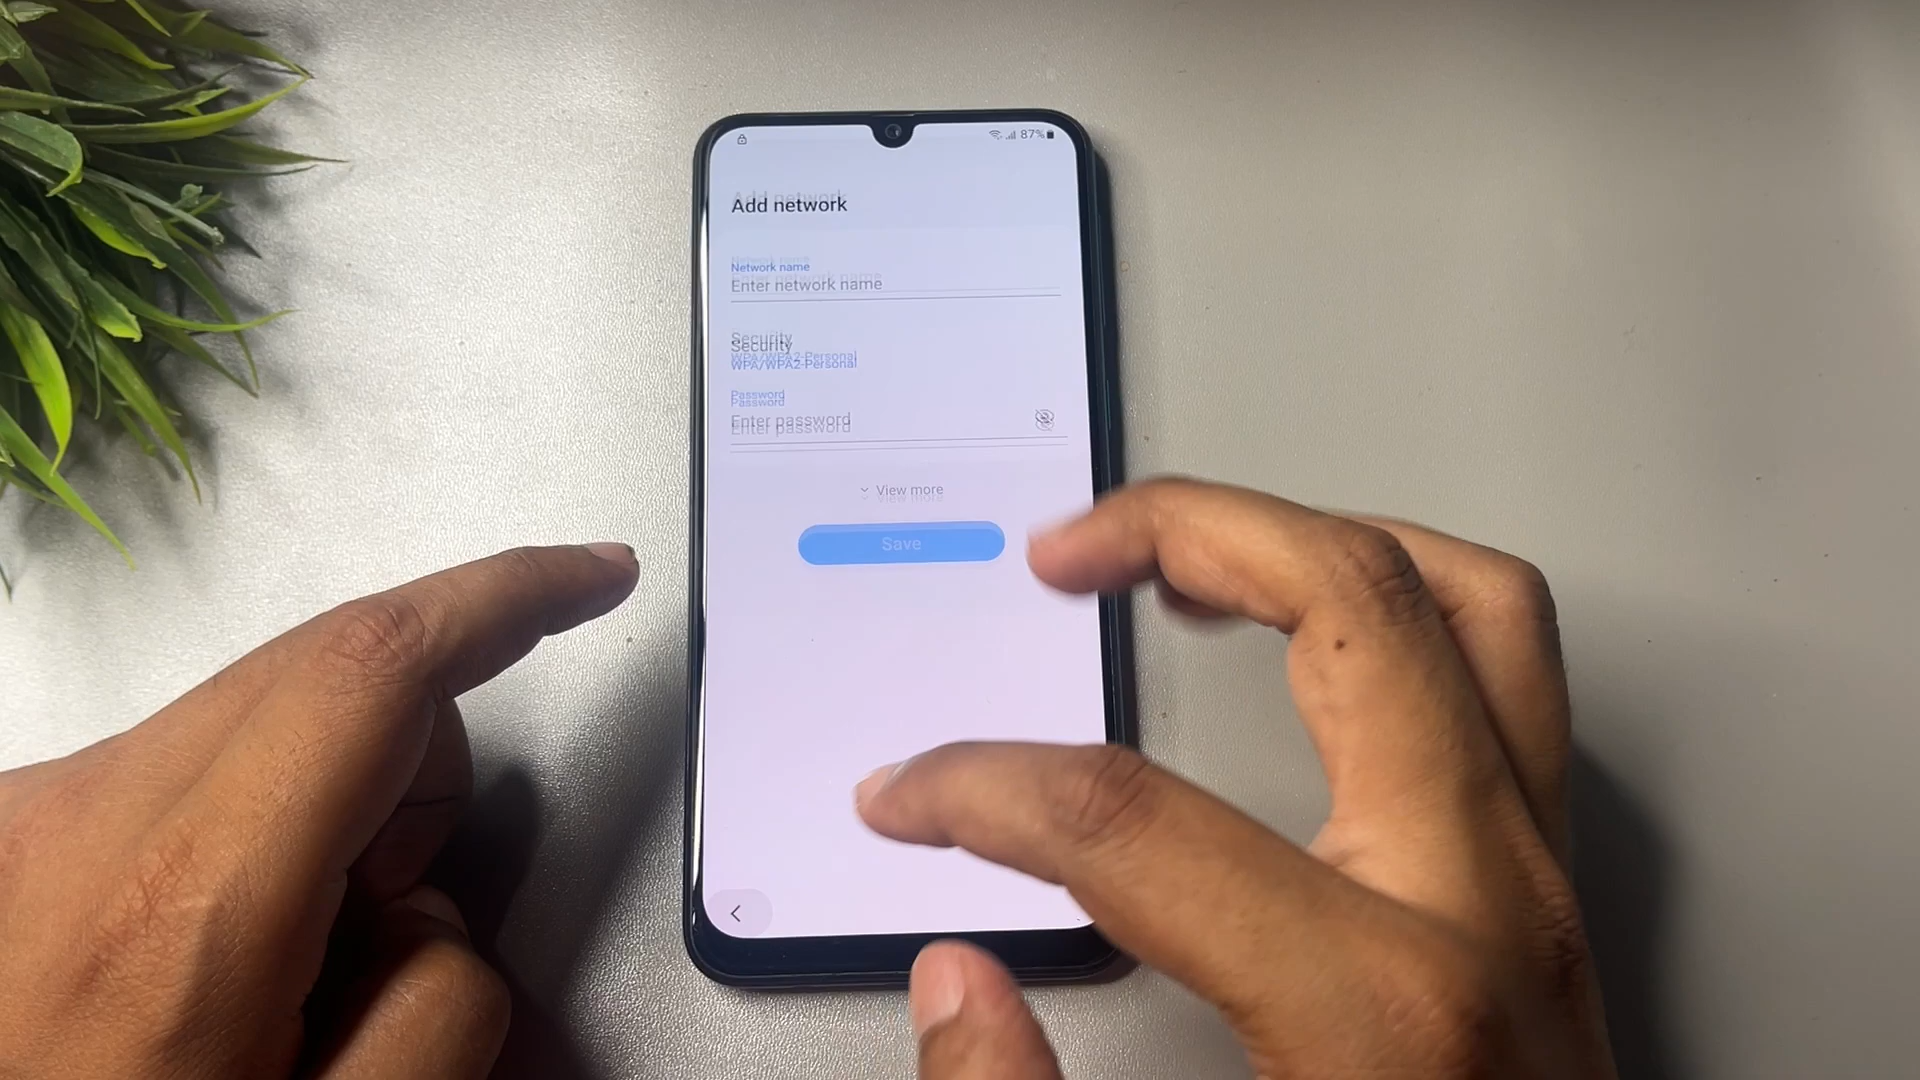 87%
Add network
Network name
Enter network name
Security
WPA/WPA2-Personal
Password
Enter password
View more
Save